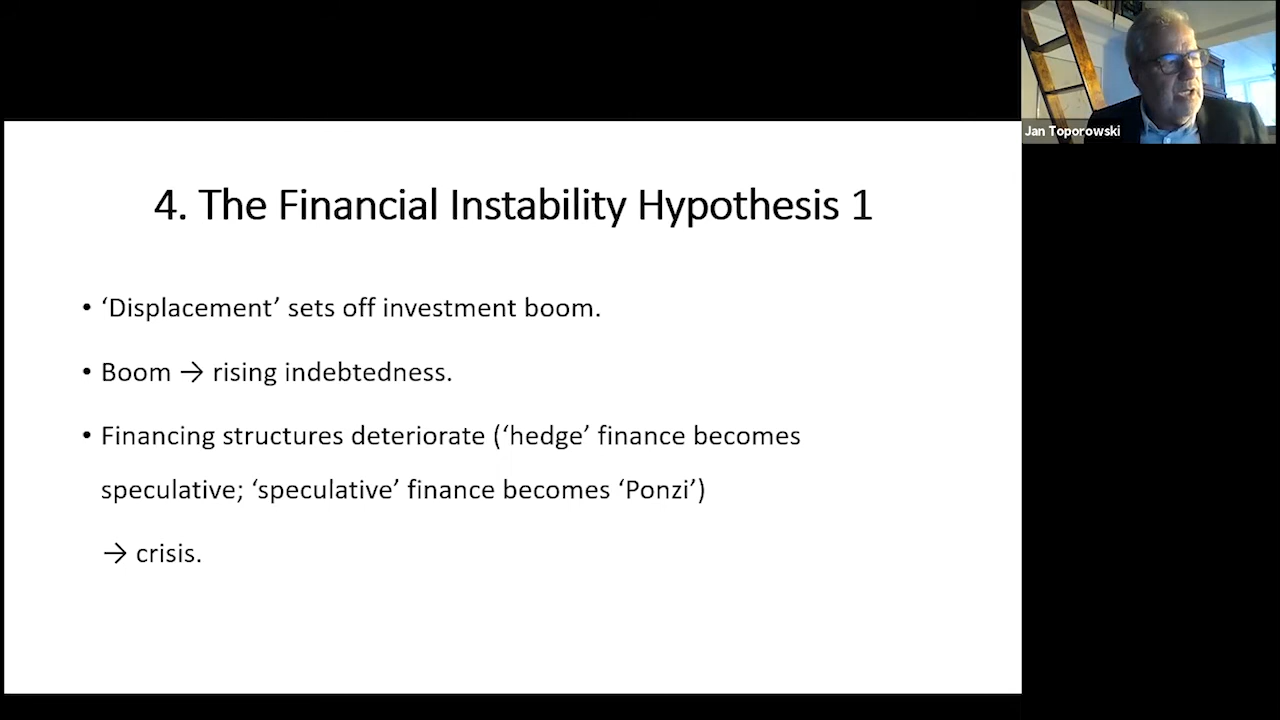 4. The Financial Instability Hypothesis 1
• ‘Displacement’ sets off investment boom.
• Boom → rising indebtedness.
• Financing structures deteriorate (‘hedge’ finance becomes
speculative; ‘speculative’ finance becomes ‘Ponzi’)
→ crisis.
Jan Toporowski